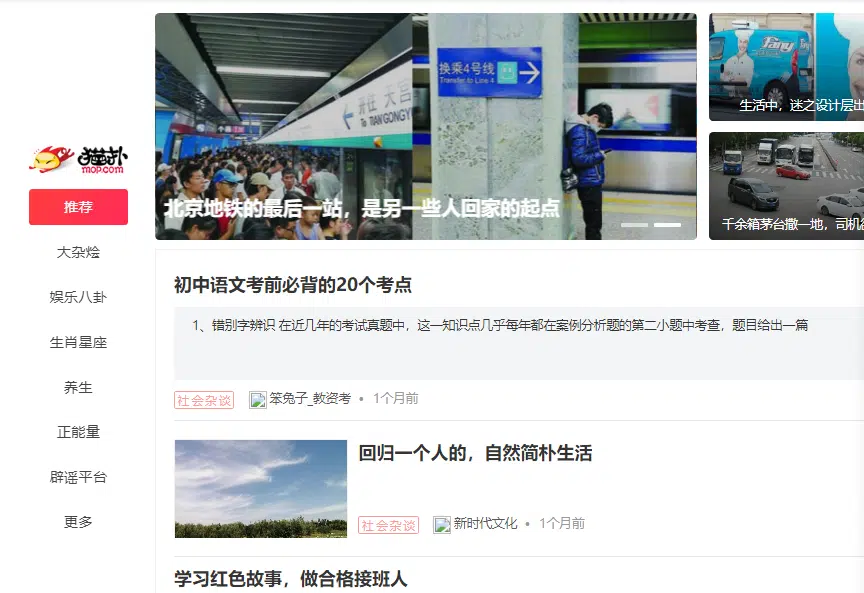 猫扑
MOP.COM
推荐
大杂烩
娱乐八卦
生肖星座
养生
正能量
辟谣平台
更多
换乘4号线
Transfer to Line 4
开往 天宫
To TIANGONGY
北京地铁的最后一站，是另一些人回家的起点
生活中，迷之设计层出
千余箱茅台撒一地，司机
初中语文考前必背的20个考点
1、错别字辨识 在近几年的考试真题中，这一知识点几乎每年都在案例分析题的第二小题中考查，题目给出一篇
社会杂谈 笨兔子_教资考 • 1个月前
回归一个人的，自然简朴生活
社会杂谈 新时代文化 • 1个月前
学习红色故事，做合格接班人